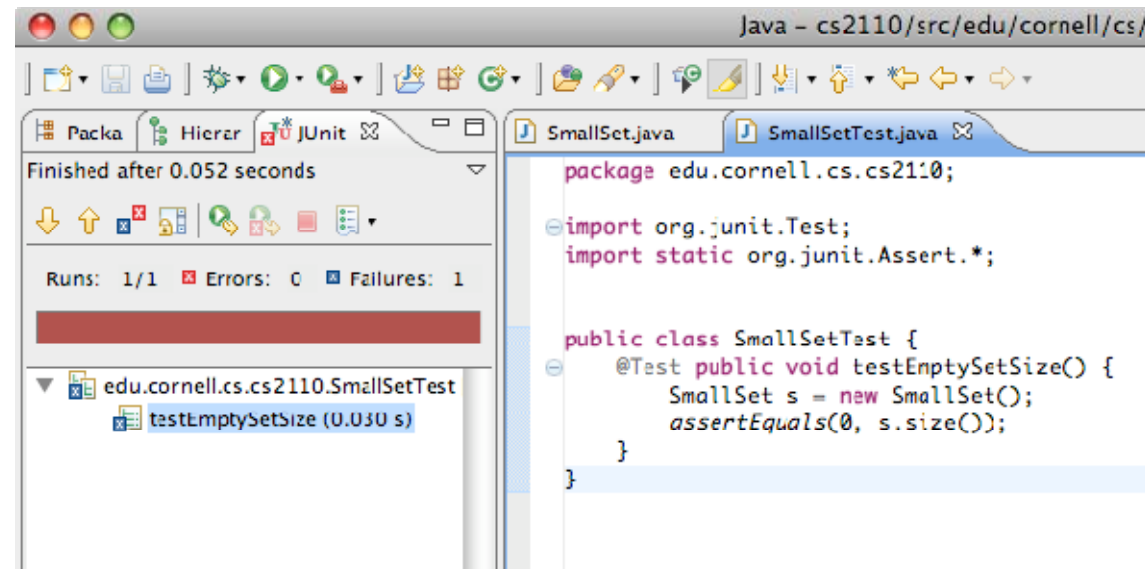 Java – cs2110/src/edu/cornell/cs/
Packa Hierar JUnit
SmallSet.java SmallSetTest.java
Finished after 0.052 seconds
Runs: 1/1 Errors: 0 Failures: 1
edu.cornell.cs.cs2110.SmallSetTest
testEmptySetSize (0.030 s)
package edu.cornell.cs.cs2110;
import org.junit.Test;
import static org.junit.Assert.*;
public class SmallSetTest {
@Test public void testEmptySetSize() {
SmallSet s = new SmallSet();
assertEquals(0, s.size());
}
}